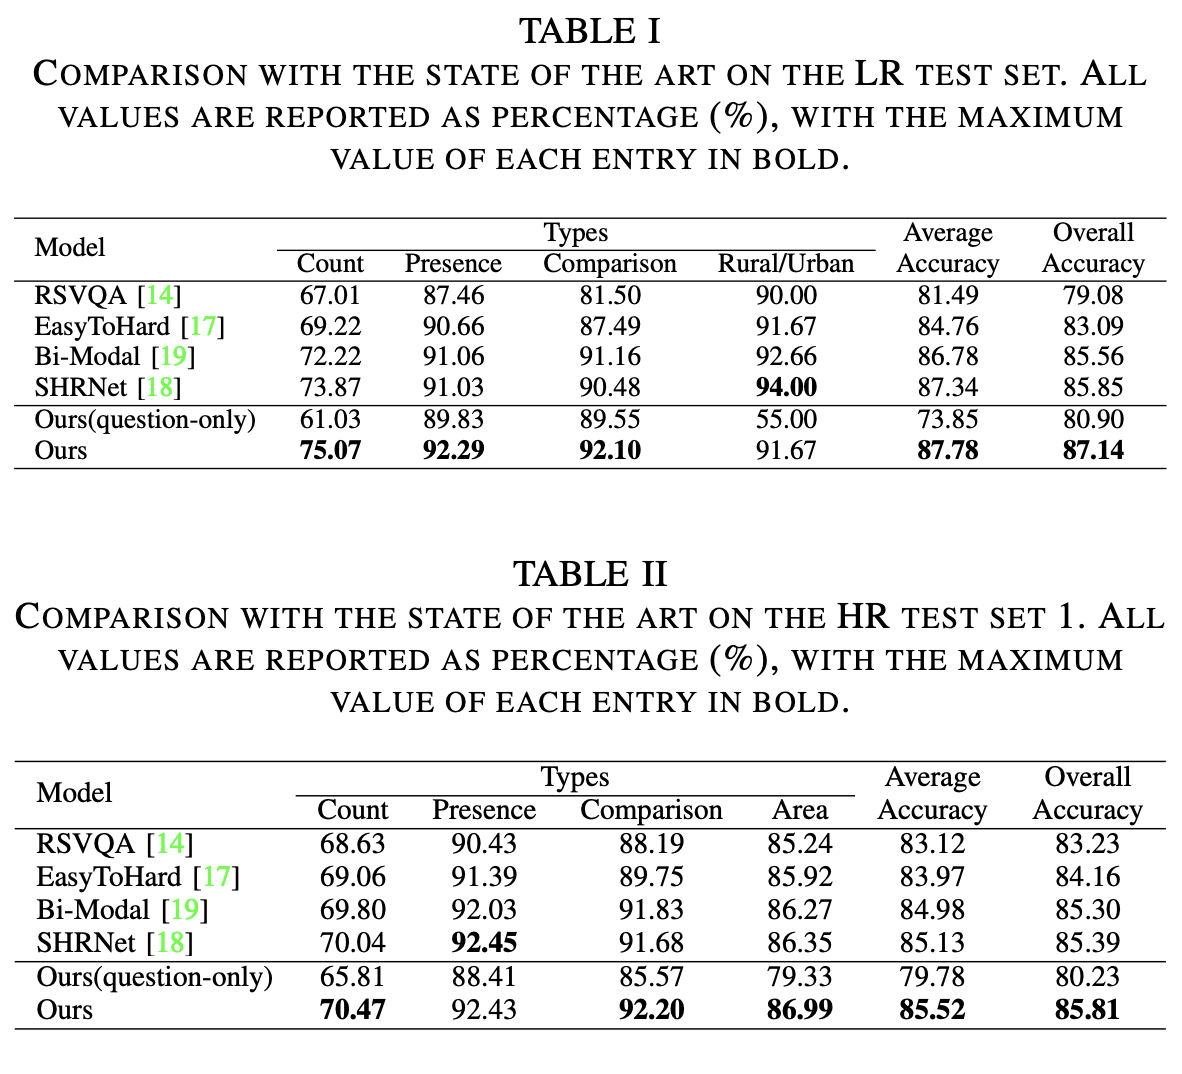 TABLE I
COMPARISON WITH THE STATE OF THE ART ON THE LR TEST SET. ALL
VALUES ARE REPORTED AS PERCENTAGE (%), WITH THE MAXIMUM
VALUE OF EACH ENTRY IN BOLD.
Model Types Average Overall
Count Presence Comparison Rural/Urban Accuracy Accuracy
RSVQA [14] 67.01 87.46 81.50 90.00 81.49 79.08
EasyToHard [17] 69.22 90.66 87.49 91.67 84.76 83.09
Bi-Modal [19] 72.22 91.06 91.16 92.66 86.78 85.56
SHRNet [18] 73.87 91.03 90.48 94.00 87.34 85.85
Ours(question-only) 61.03 89.83 89.55 55.00 73.85 80.90
Ours 75.07 92.29 92.10 91.67 87.78 87.14
TABLE II
COMPARISON WITH THE STATE OF THE ART ON THE HR TEST SET 1. ALL
VALUES ARE REPORTED AS PERCENTAGE (%), WITH THE MAXIMUM
VALUE OF EACH ENTRY IN BOLD.
Model Types Average Overall
Count Presence Comparison Area Accuracy Accuracy
RSVQA [14] 68.63 90.43 88.19 85.24 83.12 83.23
EasyToHard [17] 69.06 91.39 89.75 85.92 83.97 84.16
Bi-Modal [19] 69.80 92.03 91.83 86.27 84.98 85.30
SHRNet [18] 70.04 92.45 91.68 86.35 85.13 85.39
Ours(question-only) 65.81 88.41 85.57 79.33 79.78 80.23
Ours 70.47 92.43 92.20 86.99 85.52 85.81